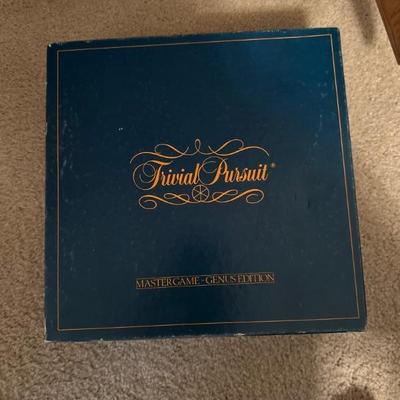 Trivial Pursuit®
MASTER GAME - GENUS EDITION